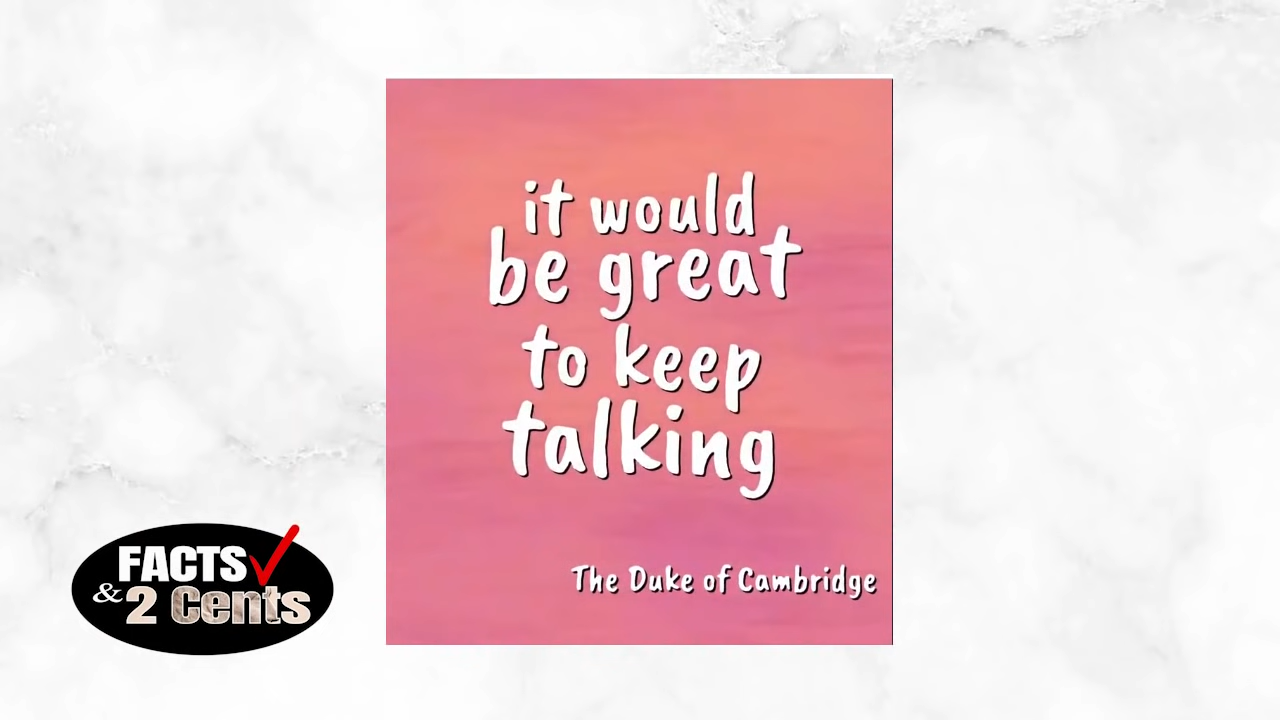 it would
be great
to keep
talking
The Duke of Cambridge
FACTS
& 2 Cents